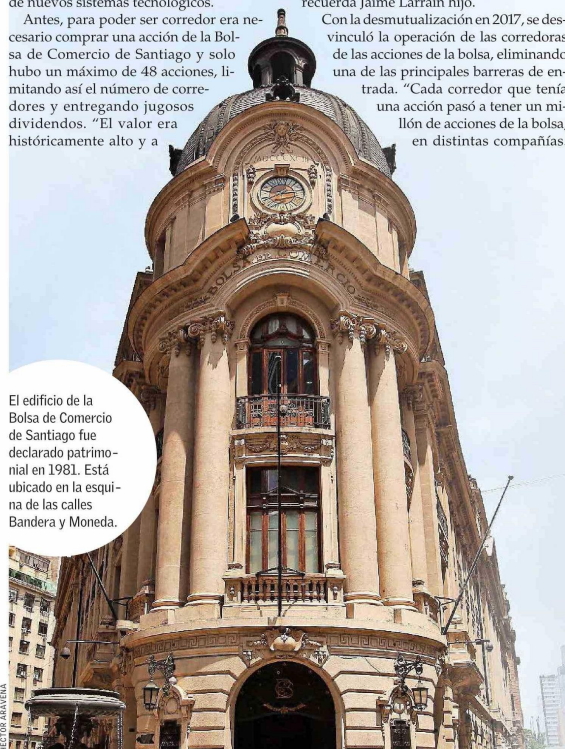 de nuevos sistemas tecnológicos.
Antes, para poder ser corredor era ne-
cesario comprar una acción de la Bol-
sa de Comercio de Santiago y solo
hubo un máximo de 48 acciones, li-
mitando así el número de corre-
dores y entregando jugosos
dividendos. "El valor era
históricamente alto y a
recuerda Jaime Larraín hijo.
Con la desmutualización en 2017, se des-
vinculó la operación de las corredoras
de las acciones de la bolsa, eliminando
una de las principales barreras de en-
trada. "Cada corredor que tenía
una acción pasó a tener un mi-
llón de acciones de la bolsa,
en distintas compañías.
BOLSA DE COMERCIO
El edificio de la
Bolsa de Comercio
de Santiago fue
declarado patrimo-
nial en 1981. Está
ubicado en la esqui-
na de las calles
Bandera y Moneda.
HÉCTOR ARAVENA